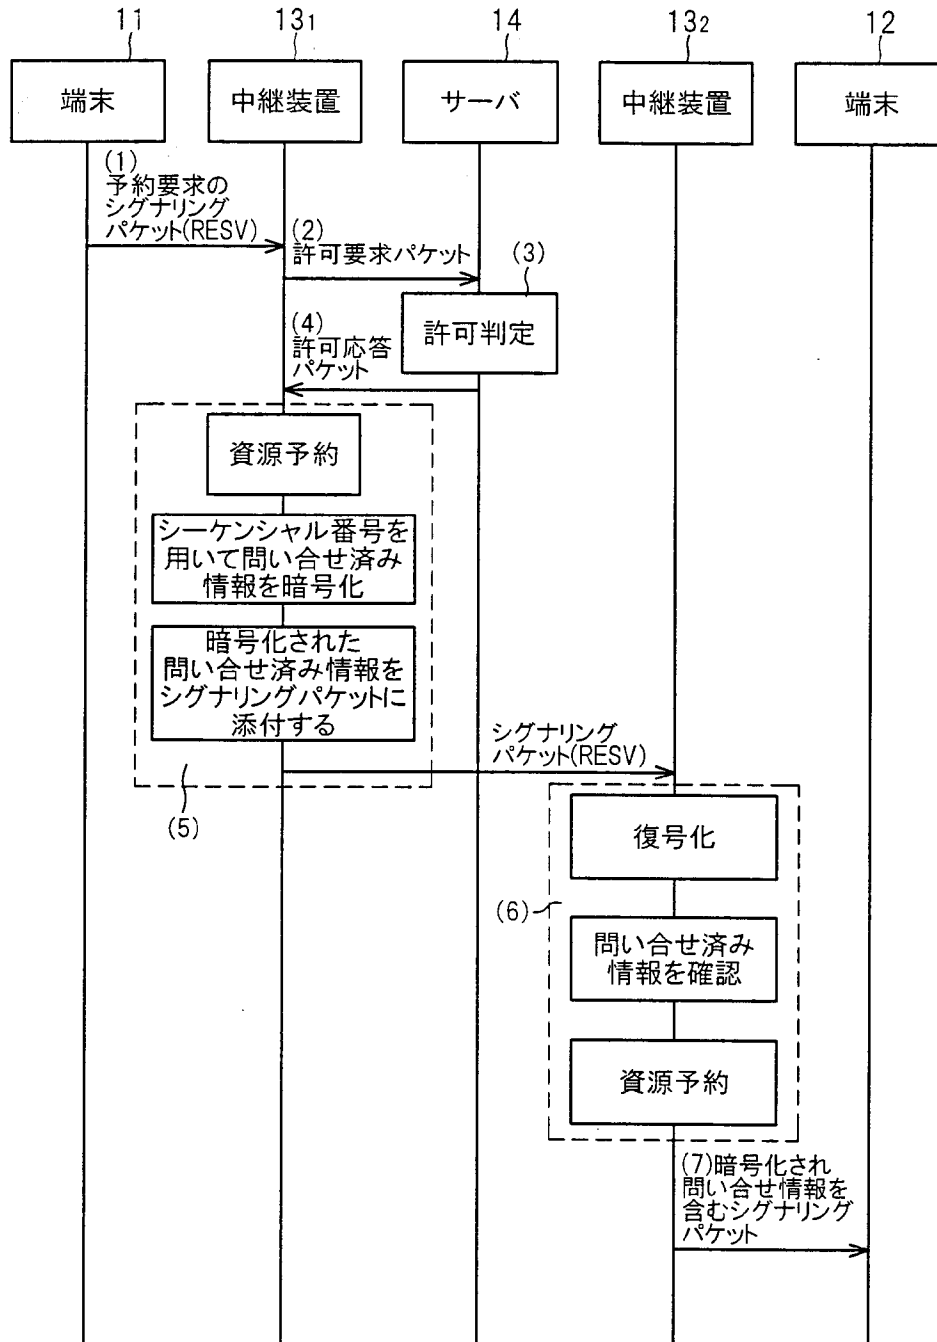 11
13₁
14
13₂
12
端末
中継装置
サーバ
中継装置
端末
(1)
予約要求の
シグナリング
パケット(RESV)
(2)
許可要求パケット
(3)
許可判定
(4)
許可応答
パケット
資源予約
シーケンシャル番号を
用いて問い合せ済み
情報を暗号化
暗号化された
問い合せ済み情報を
シグナリングパケットに
添付する
(5)
シグナリング
パケット(RESV)
復号化
(6)
問い合せ済み
情報を確認
資源予約
(7)暗号化され
問い合せ情報を
含むシグナリング
パケット